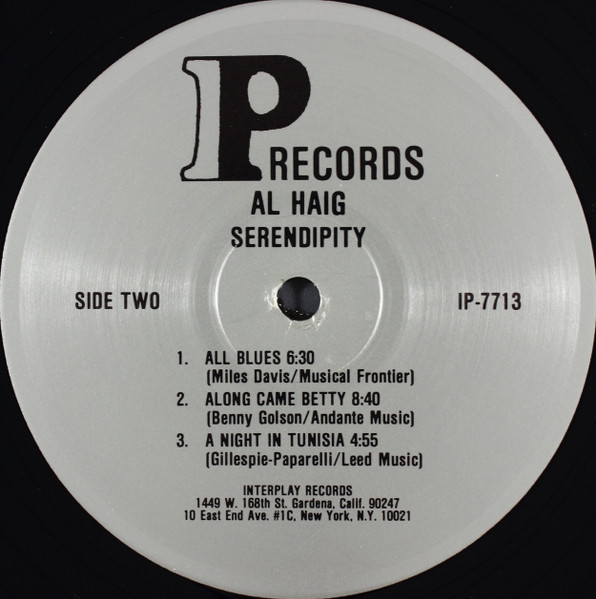 IP RECORDS
AL HAIG
SERENDIPITY
SIDE TWO IP-7713
1. ALL BLUES 6:30
(Miles Davis/Musical Frontier)
2. ALONG CAME BETTY 8:40
(Benny Golson/Andante Music)
3. A NIGHT IN TUNISIA 4:55
(Gillespie-Paparelli/Leed Music)
INTERPLAY RECORDS
1449 W. 168th St. Gardena, Calif. 90247
10 East End Ave. #1C, New York, N.Y. 10021